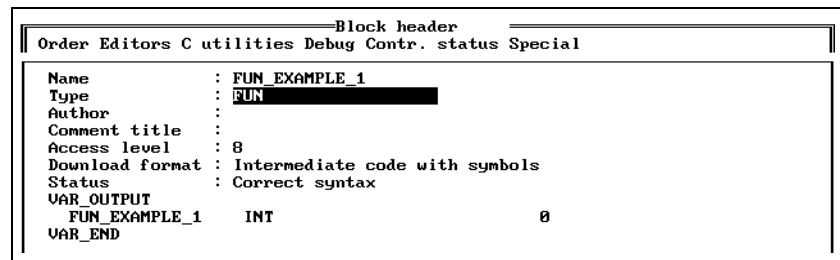 Block header
Order Editors C utilities Debug Contr. status Special
Name : FUN_EXAMPLE_1
Type : FUN
Author :
Comment title :
Access level : 8
Download format : Intermediate code with symbols
Status : Correct syntax
VAR_OUTPUT
FUN_EXAMPLE_1 INT 0
VAR_END